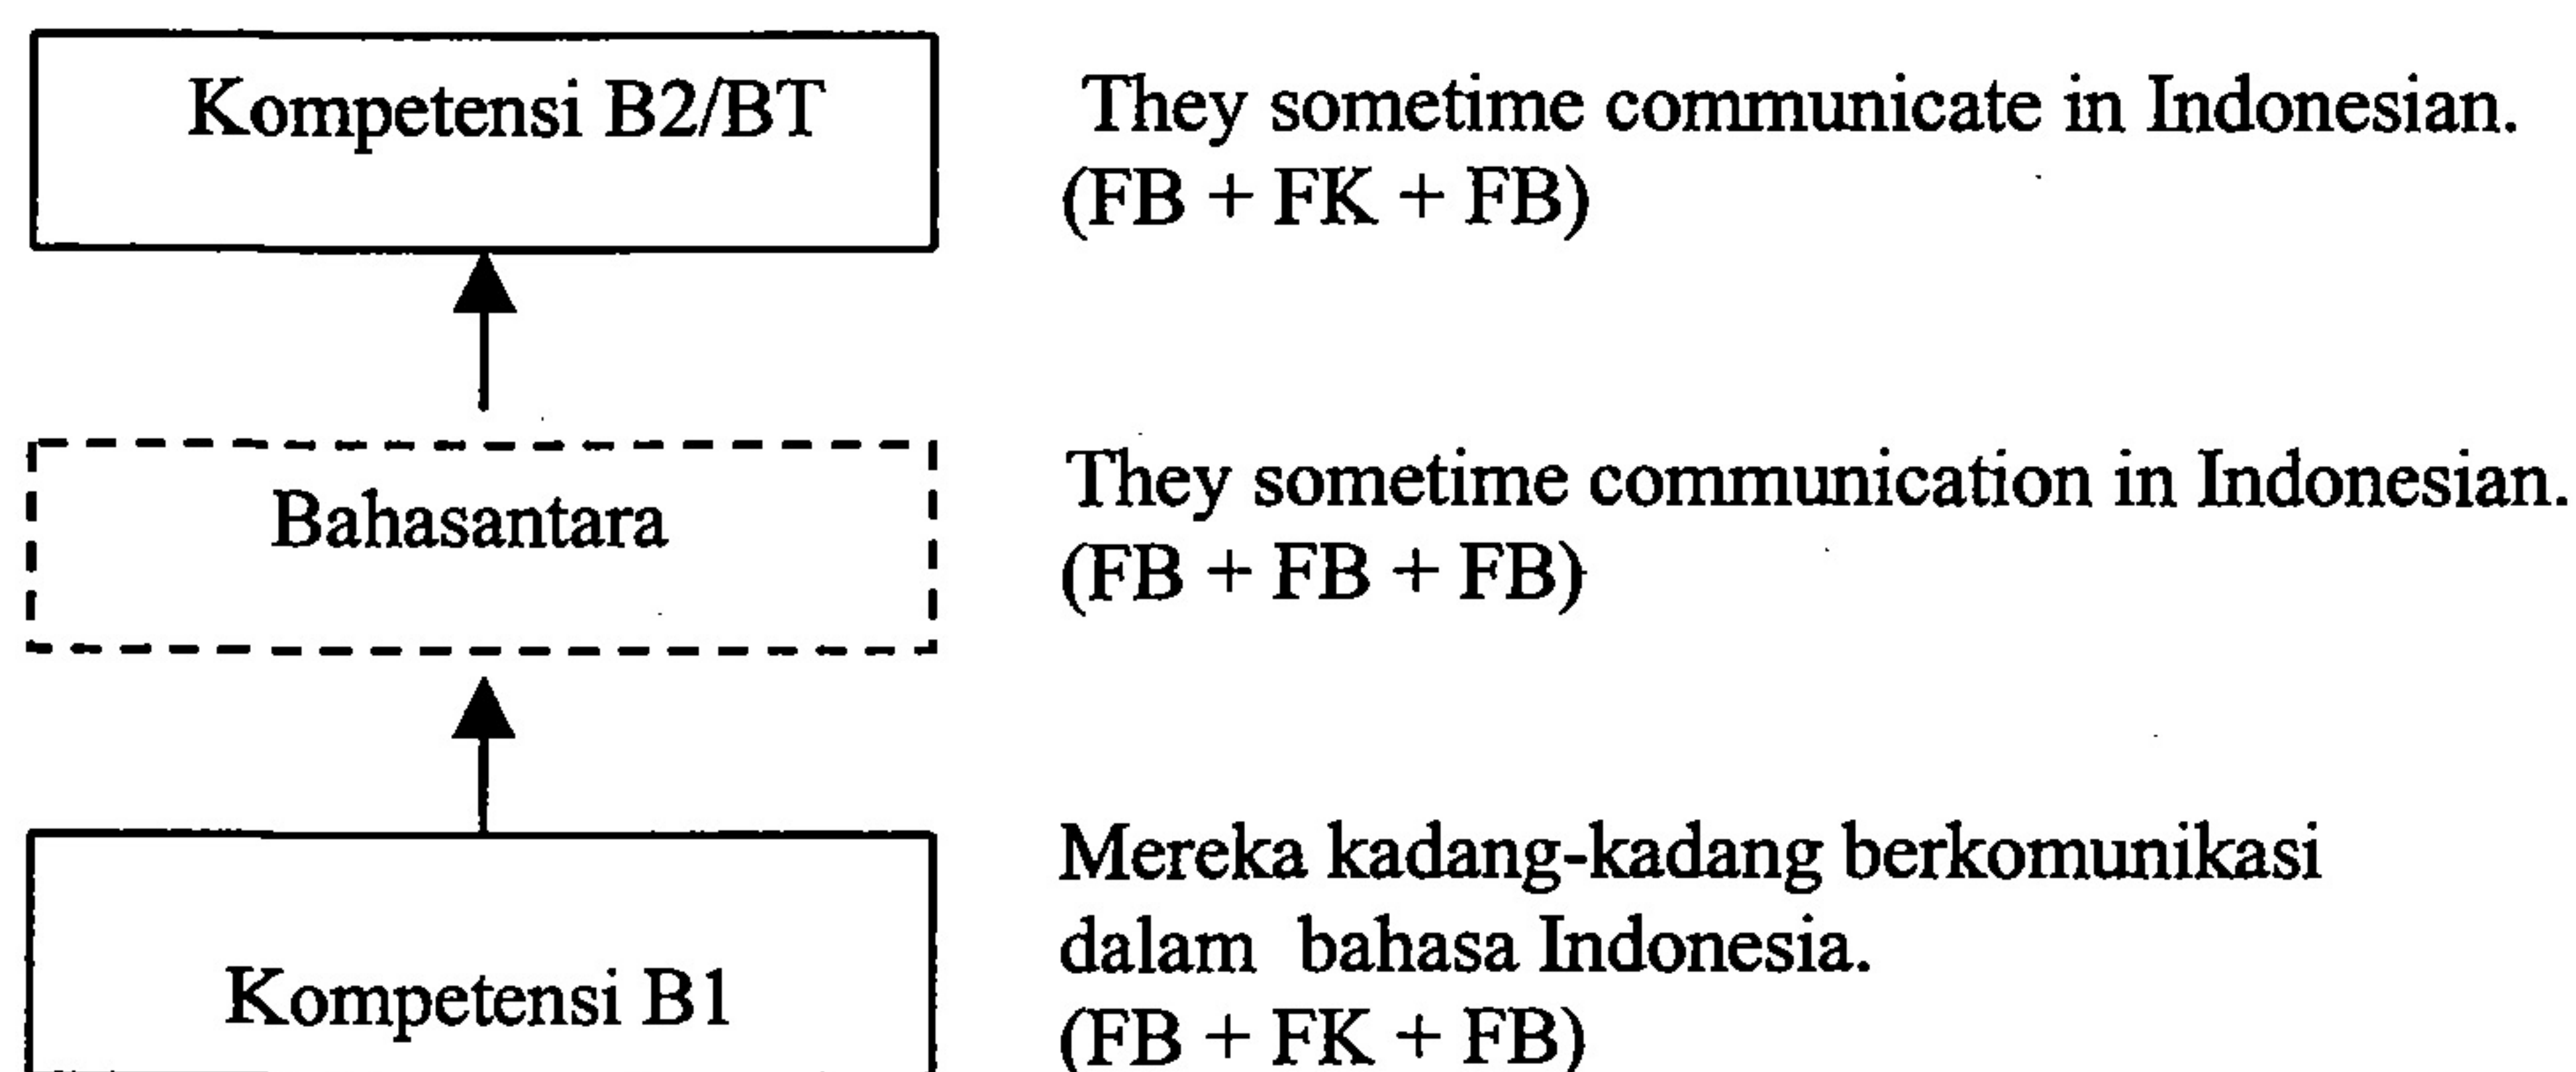 Kompetensi B2/BT
They sometime communicate in Indonesian.
(FB + FK + FB)
Bahasantara
They sometime communication in Indonesian.
(FB + FB + FB)
Kompetensi B1
Mereka kadang-kadang berkomunikasi
dalam bahasa Indonesia.
(FB + FK + FB)